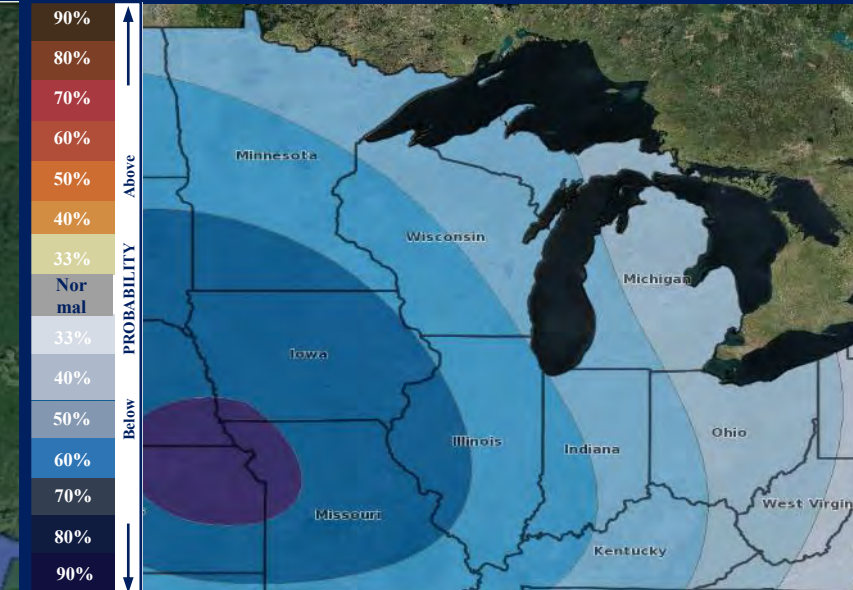 90%
80%
70%
60%
50%
40%
33%
Nor
mal
33%
40%
50%
60%
70%
80%
90%
Above
PROBABILITY
Below
Minnesota
Wisconsin
Michigan
Iowa
Illinois
Indiana
Ohio
Missouri
West Virgin
Kentucky
s